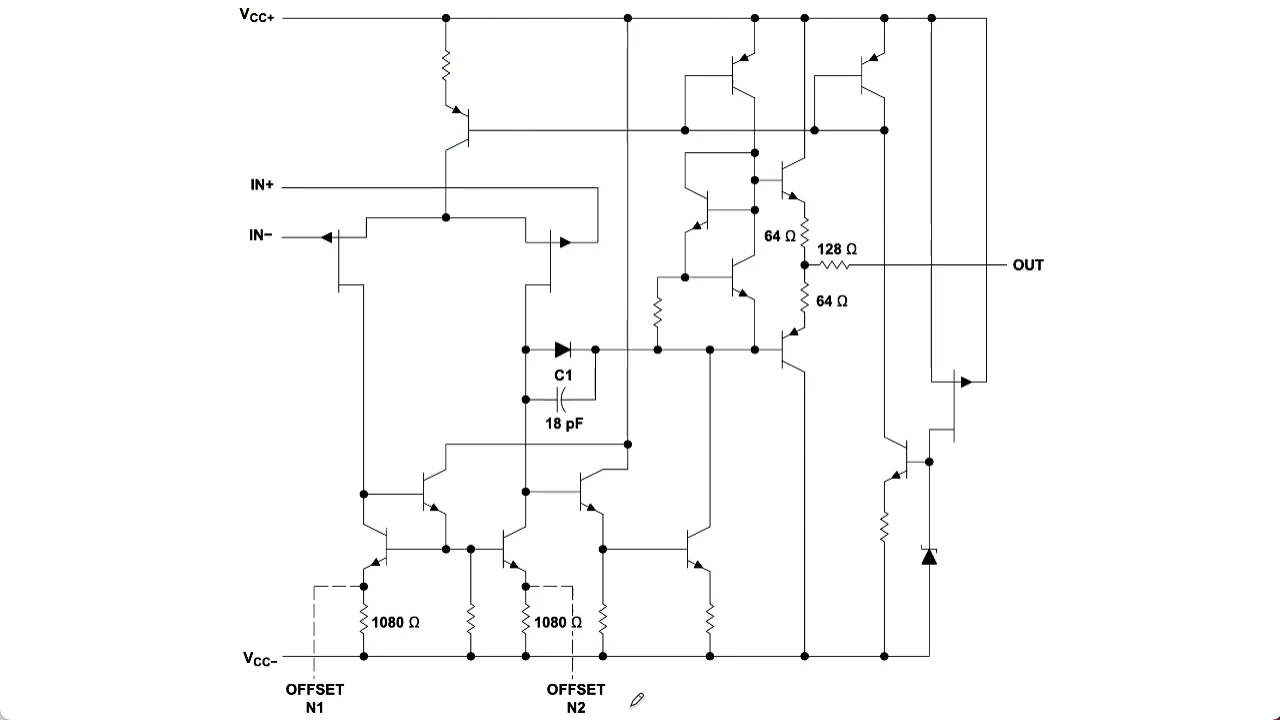 VCC+
IN+
IN−
64 Ω
128 Ω
OUT
64 Ω
C1
18 pF
1080 Ω
1080 Ω
VCC−
OFFSET
N1
OFFSET
N2